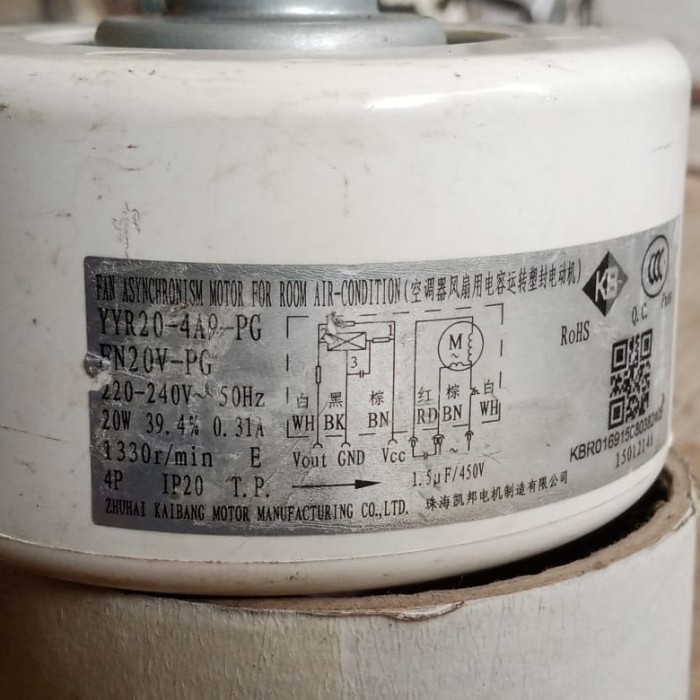 FAN ASYNCHRONISM MOTOR FOR ROOM AIR-CONDITION(空调器风扇用电容运转塑封电动机)
YYR20-4A9-PG
FN20V-PG
220-240V~ 50Hz
20W 39.4% 0.31A
1330r/min E
4P IP20 T.P.
ZHUHAI KAIBANG MOTOR MANUFACTURING CO.,LTD.
3
M
~
白 黑 棕 红 棕 白
WH BK BN RD BN WH
Vout GND Vcc
1.5μF/450V
珠海凯邦电机制造有限公司
KB
CCC
RoHS
Q.C.
15012146